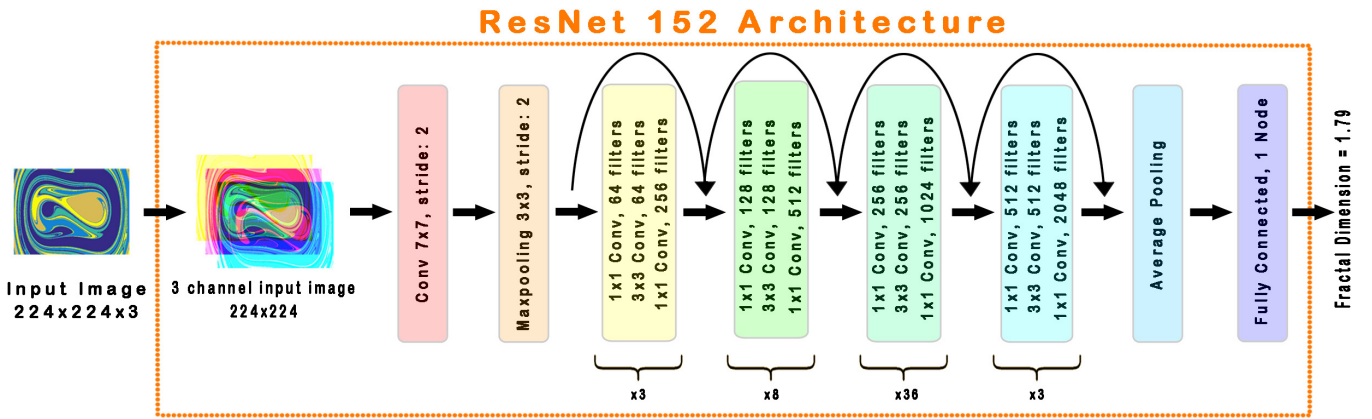 ResNet 152 Architecture
Input Image
224x224x3
3 channel input image
224x224
Conv 7x7, stride: 2
Maxpooling 3x3, stride: 2
1x1 Conv, 64 filters
3x3 Conv, 64 filters
1x1 Conv, 256 filters
x3
1x1 Conv, 128 filters
3x3 Conv, 128 filters
1x1 Conv, 512 filters
x8
1x1 Conv, 256 filters
3x3 Conv, 256 filters
1x1 Conv, 1024 filters
x36
1x1 Conv, 512 filters
3x3 Conv, 512 filters
1x1 Conv, 2048 filters
x3
Average Pooling
Fully Connected, 1 Node
Fractal Dimension = 1.79